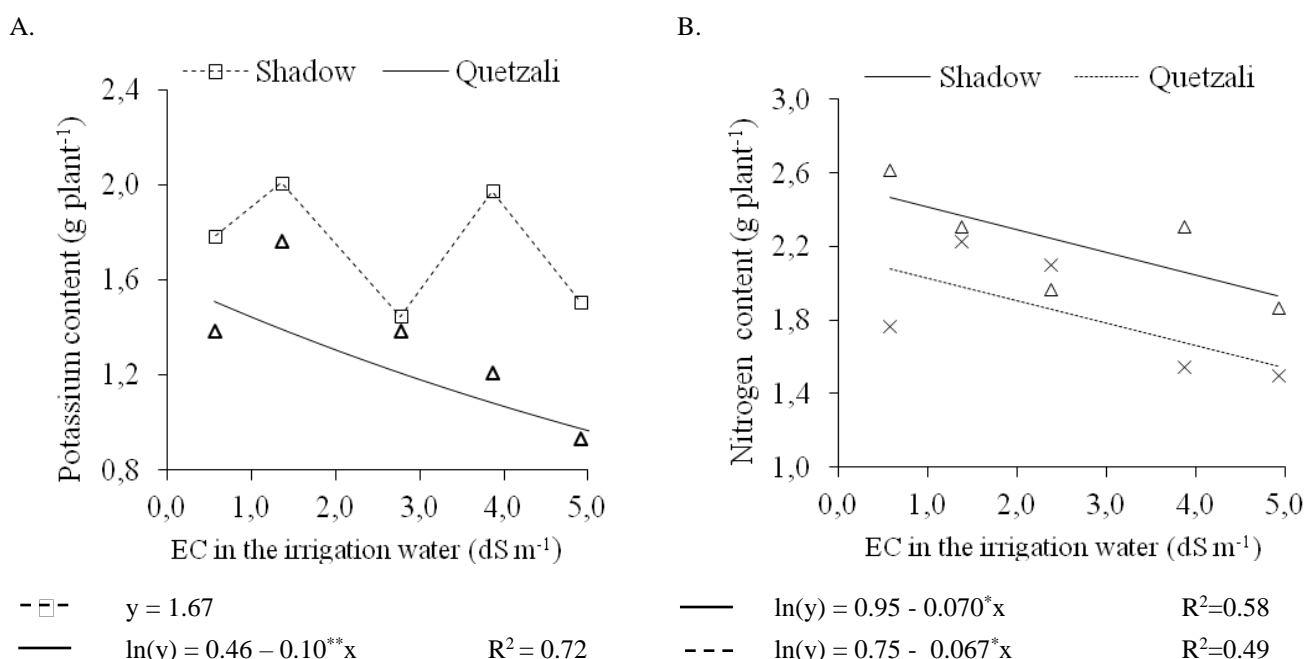 A.
Shadow Quetzali
Potassium content (g plant⁻¹)
2,4
2,0
1,6
1,2
0,8
0,0 1,0 2,0 3,0 4,0 5,0
EC in the irrigation water (dS m⁻¹)
y = 1.67
ln(y) = 0.46 – 0.10**x R² = 0.72
B.
Shadow Quetzali
Nitrogen content (g plant⁻¹)
3,0
2,6
2,2
1,8
1,4
1,0
0,0 1,0 2,0 3,0 4,0 5,0
EC in the irrigation water (dS m⁻¹)
ln(y) = 0.95 - 0.070*x R²=0.58
ln(y) = 0.75 - 0.067*x R²=0.49